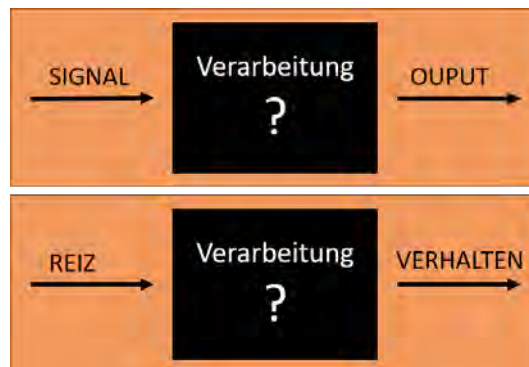 SIGNAL
Verarbeitung
?
OUPUT
REIZ
Verarbeitung
?
VERHALTEN